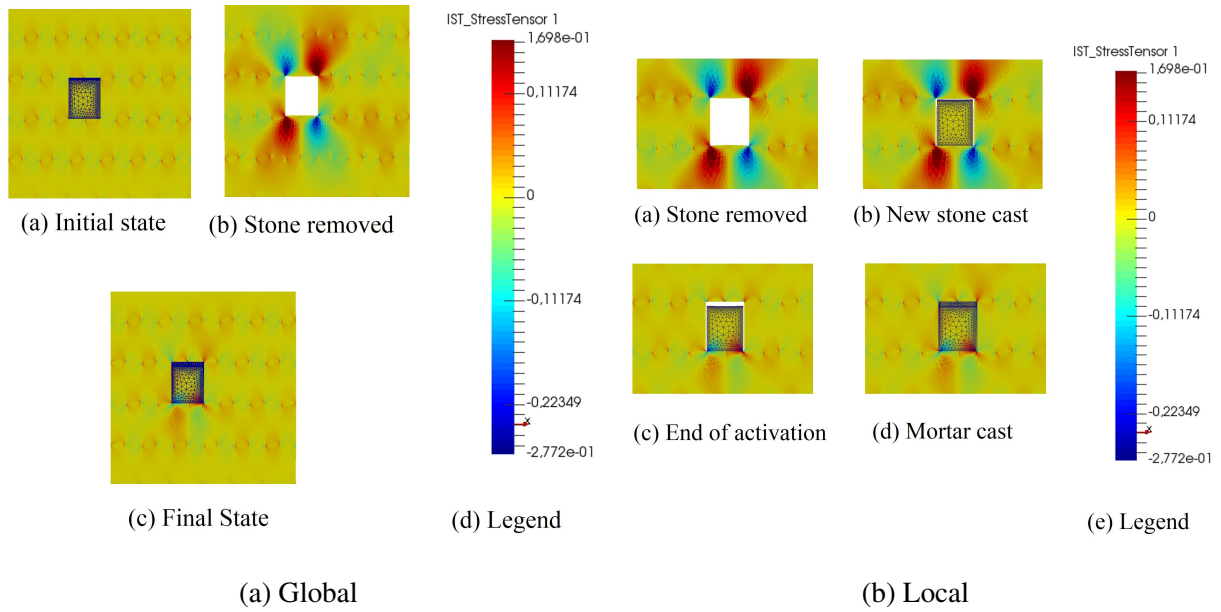 (a) Initial state
(b) Stone removed
(c) Final State
IST_StressTensor 1
1,698e-01
0,11174
0
-0,11174
-0,22349
-2,772e-01
x
(d) Legend
(a) Global
(a) Stone removed
(b) New stone cast
(c) End of activation
(d) Mortar cast
IST_StressTensor 1
1,698e-01
0,11174
0
-0,11174
-0,22349
-2,772e-01
x
(e) Legend
(b) Local